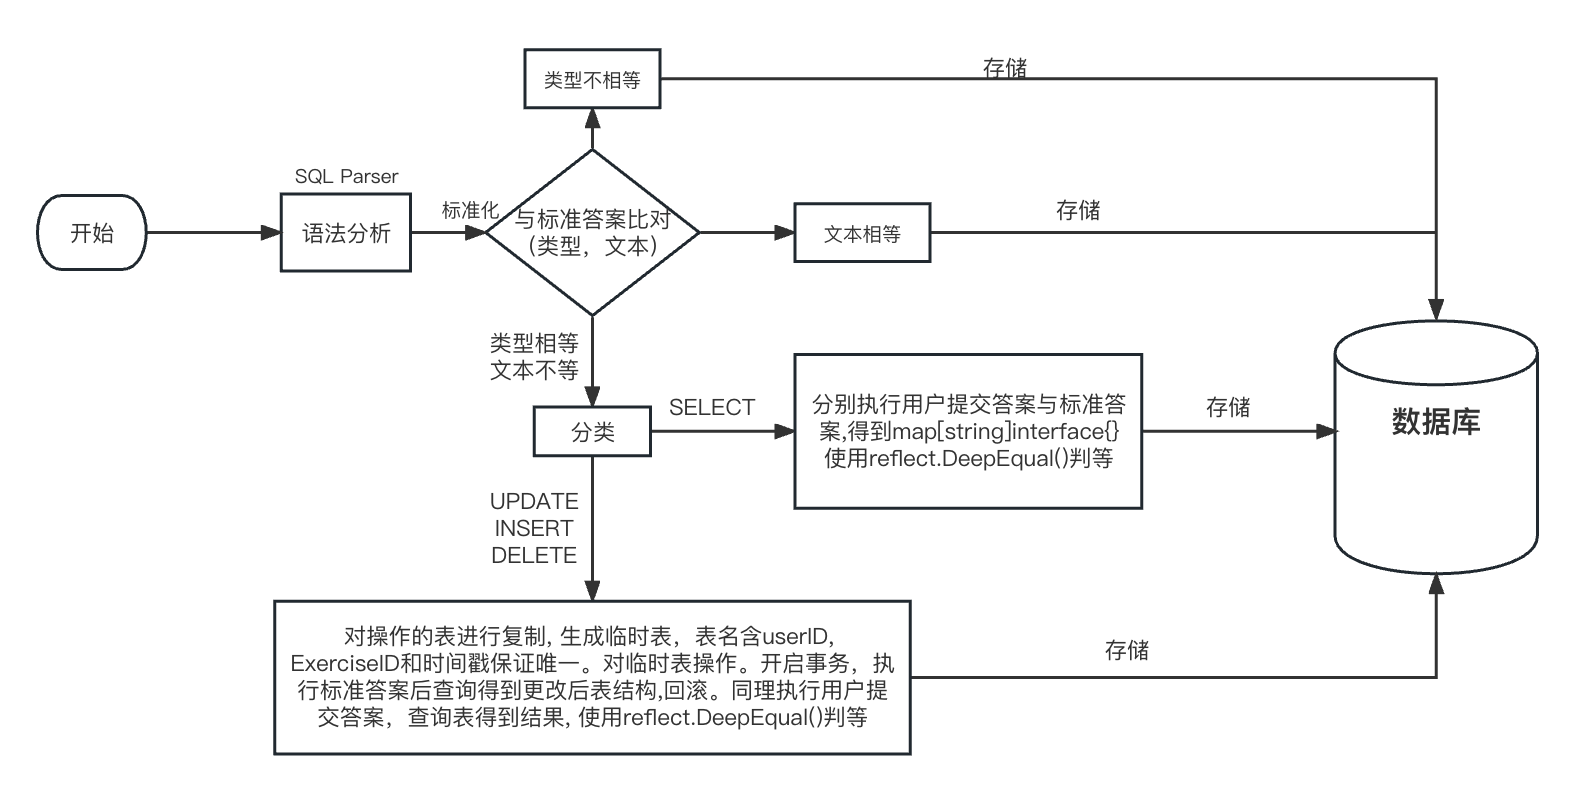 类型不相等
存储
SQL Parser
开始
语法分析
标准化
与标准答案比对
（类型，文本）
文本相等
存储
类型相等
文本不等
分类
SELECT
分别执行用户提交答案与标准答
案,得到map[string]interface{}
使用reflect.DeepEqual()判等
存储
数据库
UPDATE
INSERT
DELETE
对操作的表进行复制, 生成临时表，表名含userID,
ExerciseID和时间戳保证唯一。对临时表操作。开启事务，执
行标准答案后查询得到更改后表结构,回滚。同理执行用户提
交答案，查询表得到结果, 使用reflect.DeepEqual()判等
存储